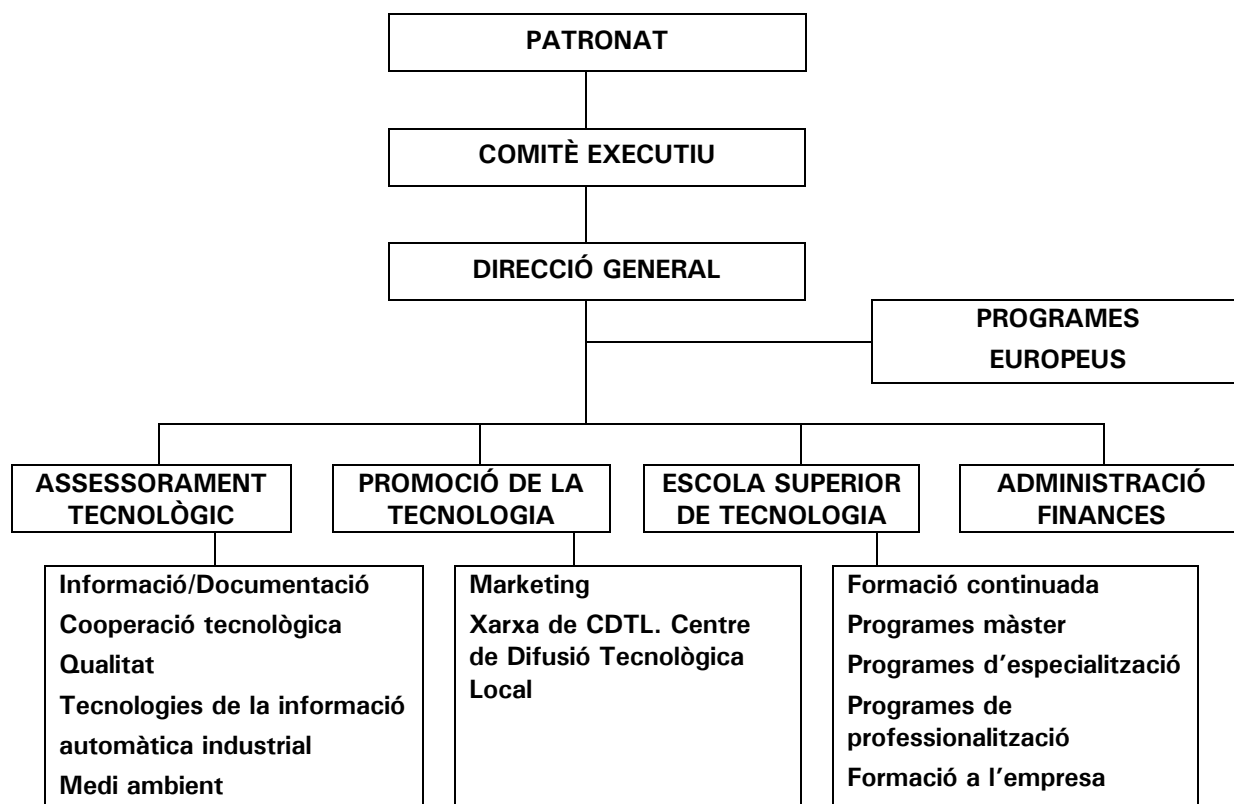 PATRONAT
COMITÈ EXECUTIU
DIRECCIÓ GENERAL
PROGRAMES
EUROPEUS
ASSESSORAMENT
TECNOLÒGIC
PROMOCIÓ DE LA
TECNOLOGIA
ESCOLA SUPERIOR
DE TECNOLOGIA
ADMINISTRACIÓ
FINANCES
Informació/Documentació
Cooperació tecnològica
Qualitat
Tecnologies de la informació
automàtica industrial
Medi ambient
Marketing
Xarxa de CDTL. Centre
de Difusió Tecnològica
Local
Formació continuada
Programes màster
Programes d'especialització
Programes de
professionalització
Formació a l'empresa